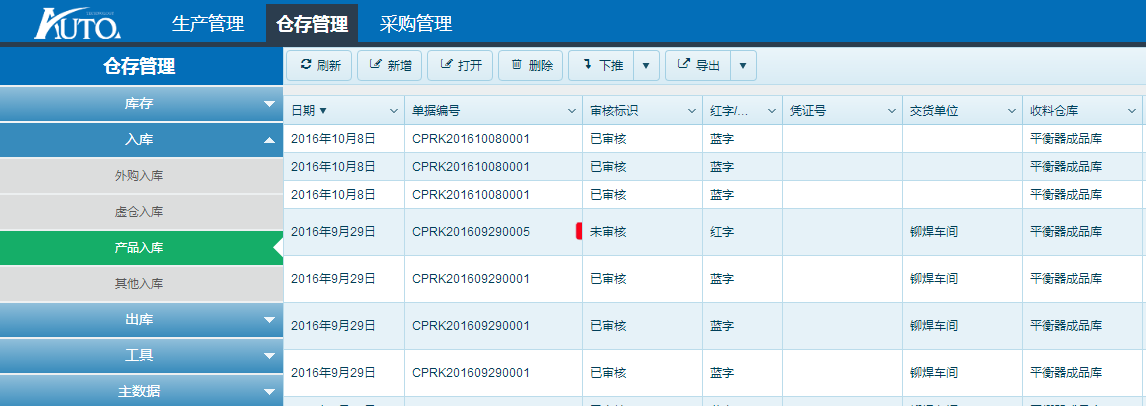 AUTO.
生产管理 仓存管理 采购管理
仓存管理
库存
入库
外购入库
虚仓入库
产品入库
其他入库
出库
工具
主数据
刷新 新增 打开 删除 下推 导出
日期 单据编号 审核标识 红字/... 凭证号 交货单位 收料仓库
2016年10月8日 CPRK201610080001 已审核 蓝字 平衡器成品库
2016年10月8日 CPRK201610080001 已审核 蓝字 平衡器成品库
2016年10月8日 CPRK201610080001 已审核 蓝字 平衡器成品库
2016年9月29日 CPRK201609290005 未审核 红字 铆焊车间 平衡器成品库
2016年9月29日 CPRK201609290001 已审核 蓝字 铆焊车间 平衡器成品库
2016年9月29日 CPRK201609290001 已审核 蓝字 铆焊车间 平衡器成品库
2016年9月29日 CPRK201609290001 已审核 蓝字 铆焊车间 平衡器成品库